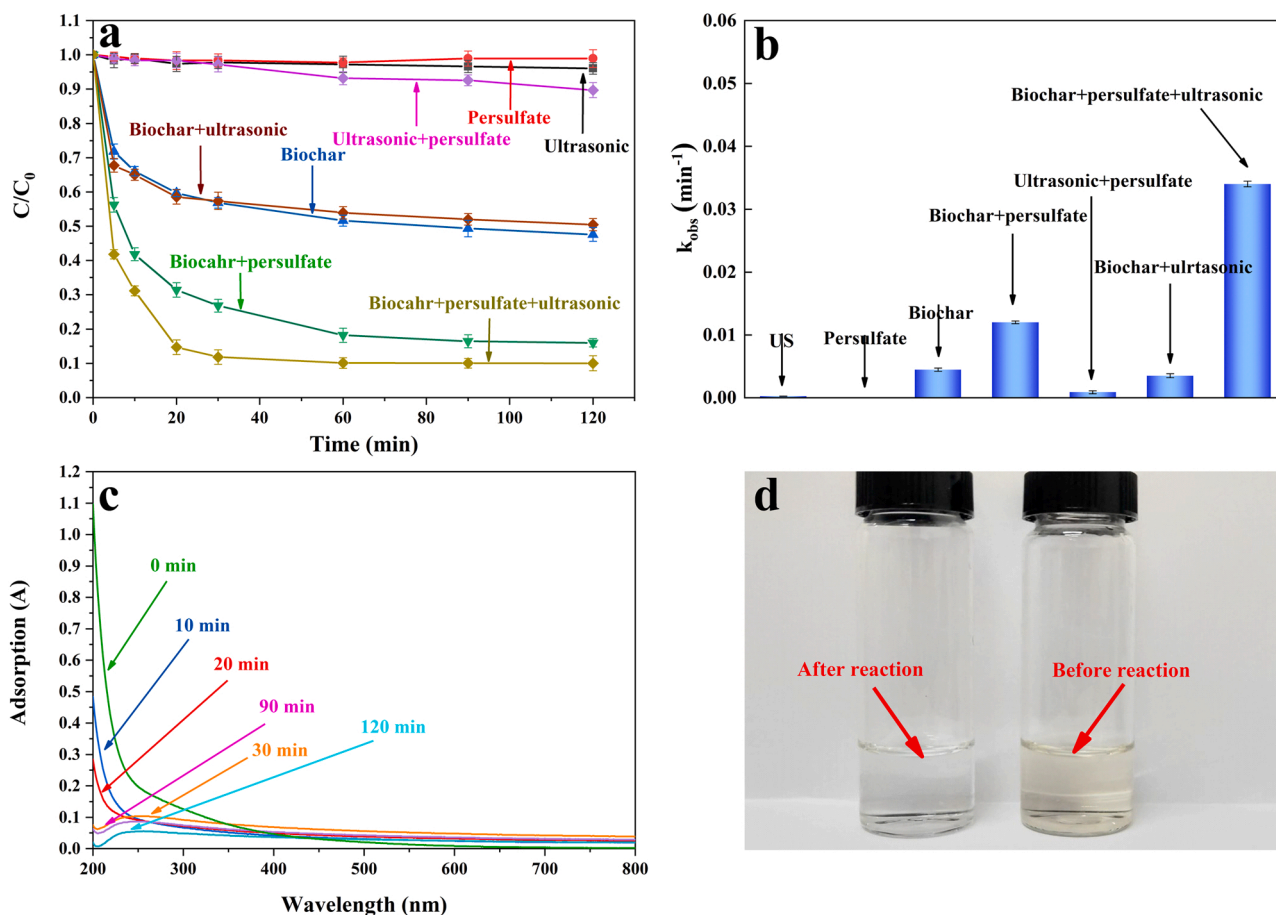 a
1.0
0.9
0.8
0.7
0.6
0.5
0.4
0.3
0.2
0.1
0.0
C/C0
0 20 40 60 80 100 120
Time (min)
Biochar+ultrasonic
Biochar
Ultrasonic+persulfate
Persulfate
Ultrasonic
Biocahr+persulfate
Biocahr+persulfate+ultrasonic
b
0.06
0.05
0.04
0.03
0.02
0.01
0.00
kobs (min-1)
US
Persulfate
Biochar
Biochar+persulfate
Ultrasonic+persulfate
Biochar+ulrtasonic
Biochar+persulfate+ultrasonic
c
1.2
1.1
1.0
0.9
0.8
0.7
0.6
0.5
0.4
0.3
0.2
0.1
0.0
Adsorption (A)
200 300 400 500 600 700 800
Wavelength (nm)
0 min
10 min
20 min
90 min
30 min
120 min
d
After reaction
Before reaction